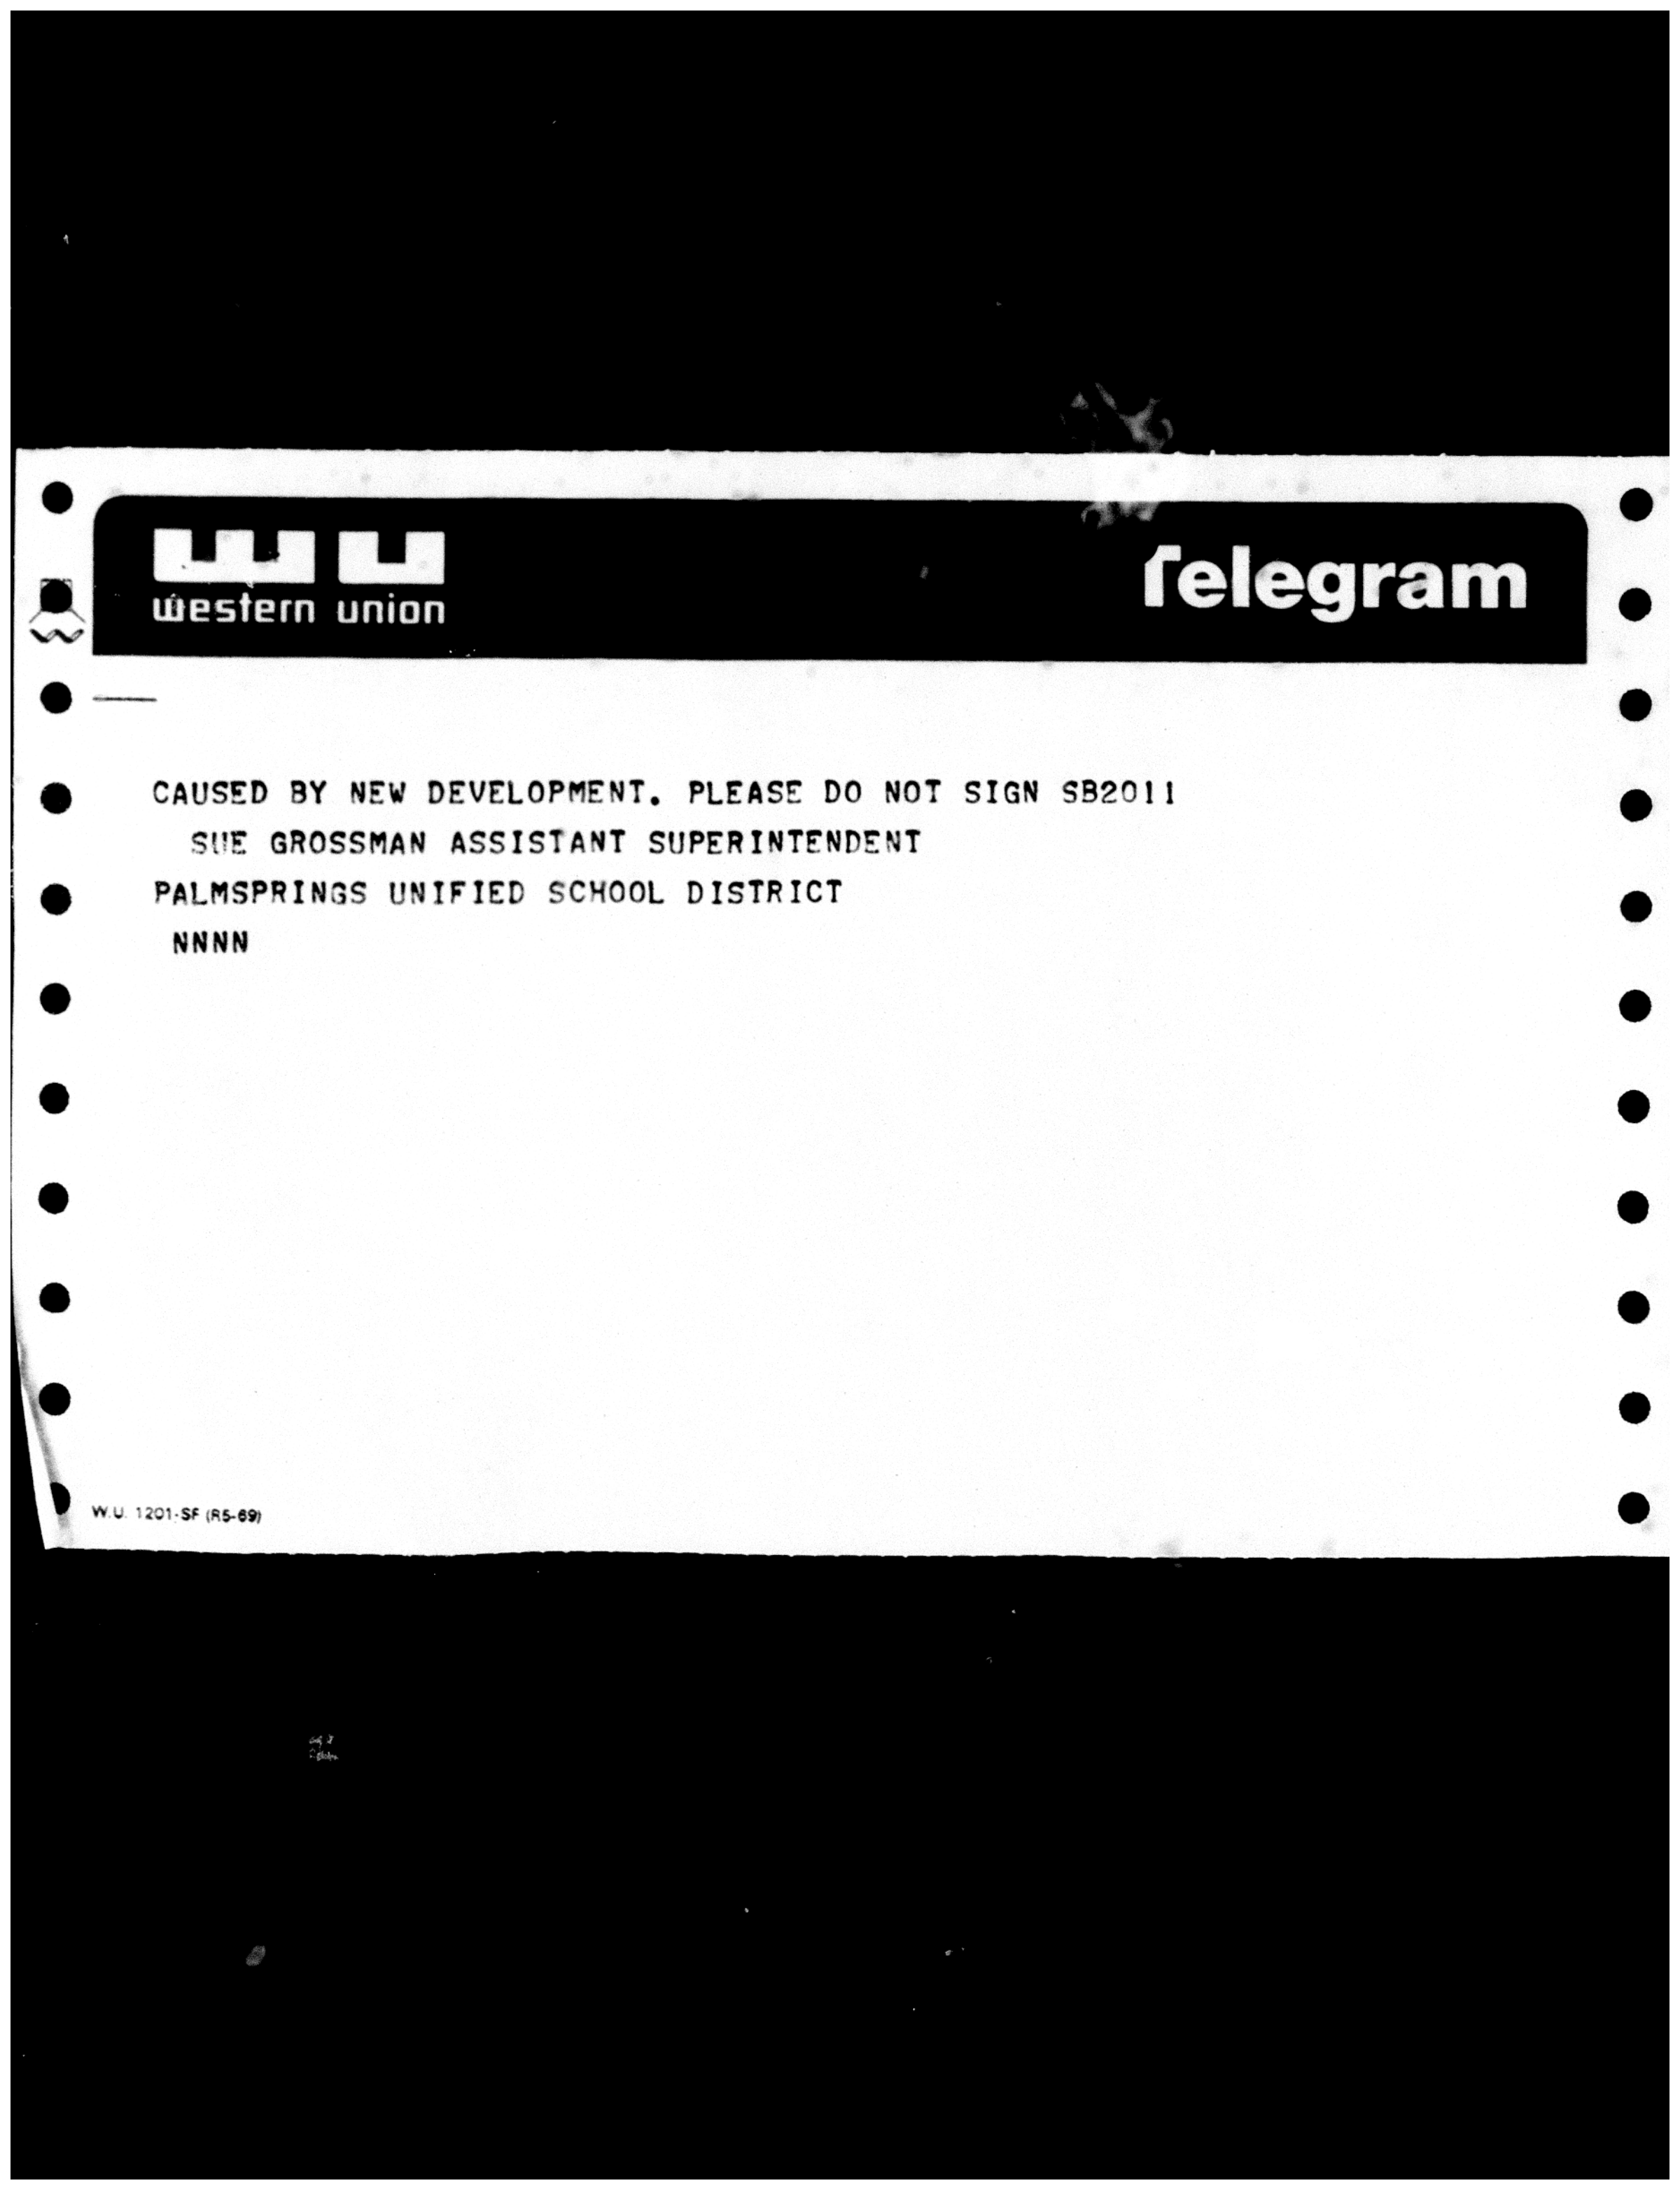 western union
Telegram
CAUSED BY NEW DEVELOPMENT. PLEASE DO NOT SIGN SB2011
SUE GROSSMAN ASSISTANT SUPERINTENDENT
PALMSPRINGS UNIFIED SCHOOL DISTRICT
NNNN
W.U. 1201-SF (R5-69)